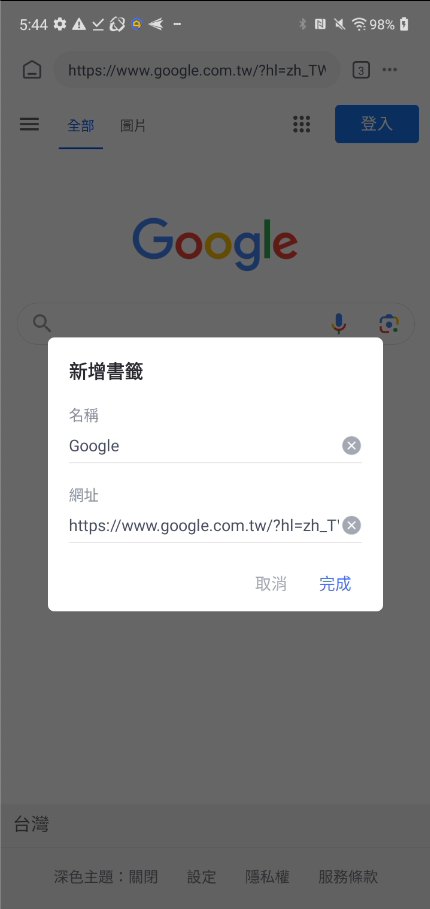 5:44
98%
https://www.google.com.tw/?hl=zh_TW
3
全部
圖片
登入
Google
新增書籤
名稱
Google
網址
https://www.google.com.tw/?hl=zh_T
取消
完成
台灣
深色主題：關閉 設定 隱私權 服務條款